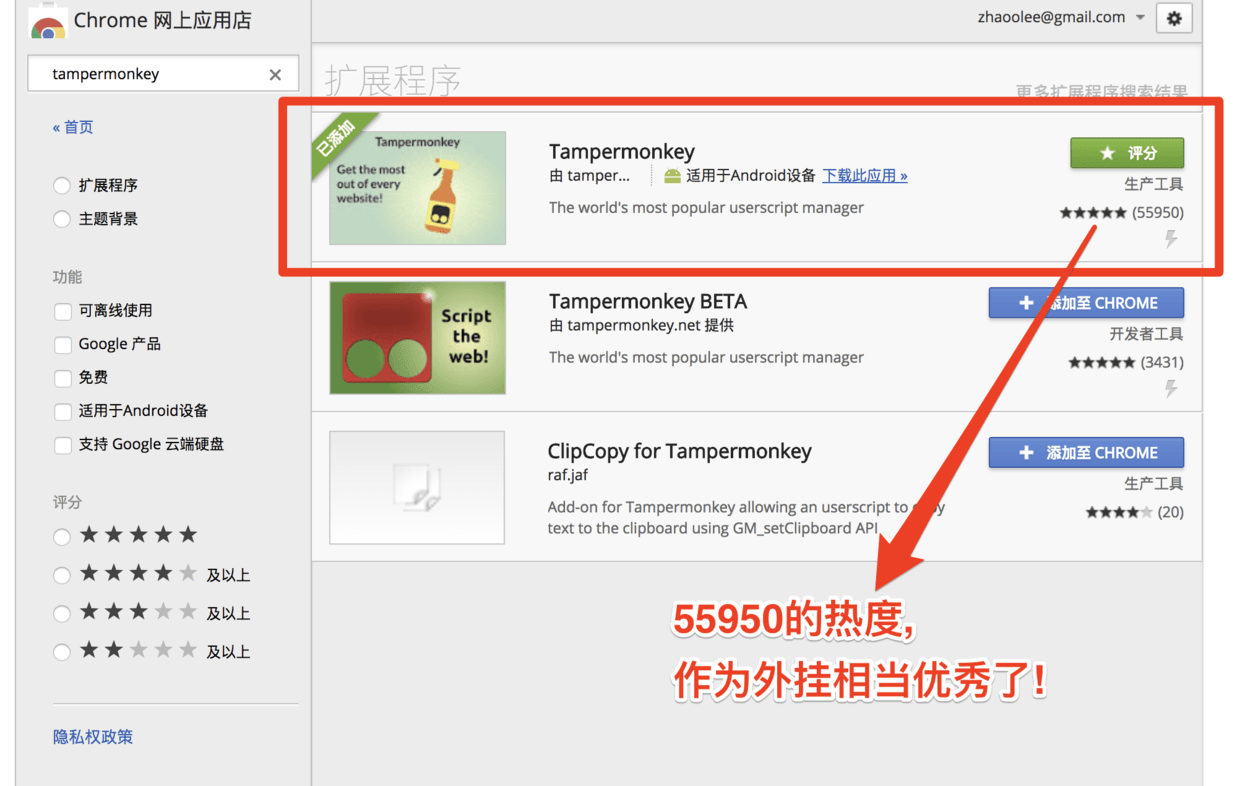 Chrome 网上应用店
zhaoolee@gmail.com
tampermonkey
« 首页
扩展程序
主题背景
功能
可离线使用
Google 产品
免费
适用于Android设备
支持 Google 云端硬盘
评分
及以上
及以上
及以上
隐私权政策
扩展程序
更多扩展程序搜索结果
已添加
Tampermonkey
Get the most
out of every
website!
Tampermonkey
由 tamper...
适用于Android设备 下载此应用 »
The world's most popular userscript manager
评分
生产工具
(55950)
Script
the
web!
Tampermonkey BETA
由 tampermonkey.net 提供
The world's most popular userscript manager
添加至 CHROME
开发者工具
(3431)
ClipCopy for Tampermonkey
raf.jaf
Add-on for Tampermonkey allowing an userscript to copy
text to the clipboard using GM_setClipboard API
添加至 CHROME
生产工具
(20)
55950的热度,
作为外挂相当优秀了!